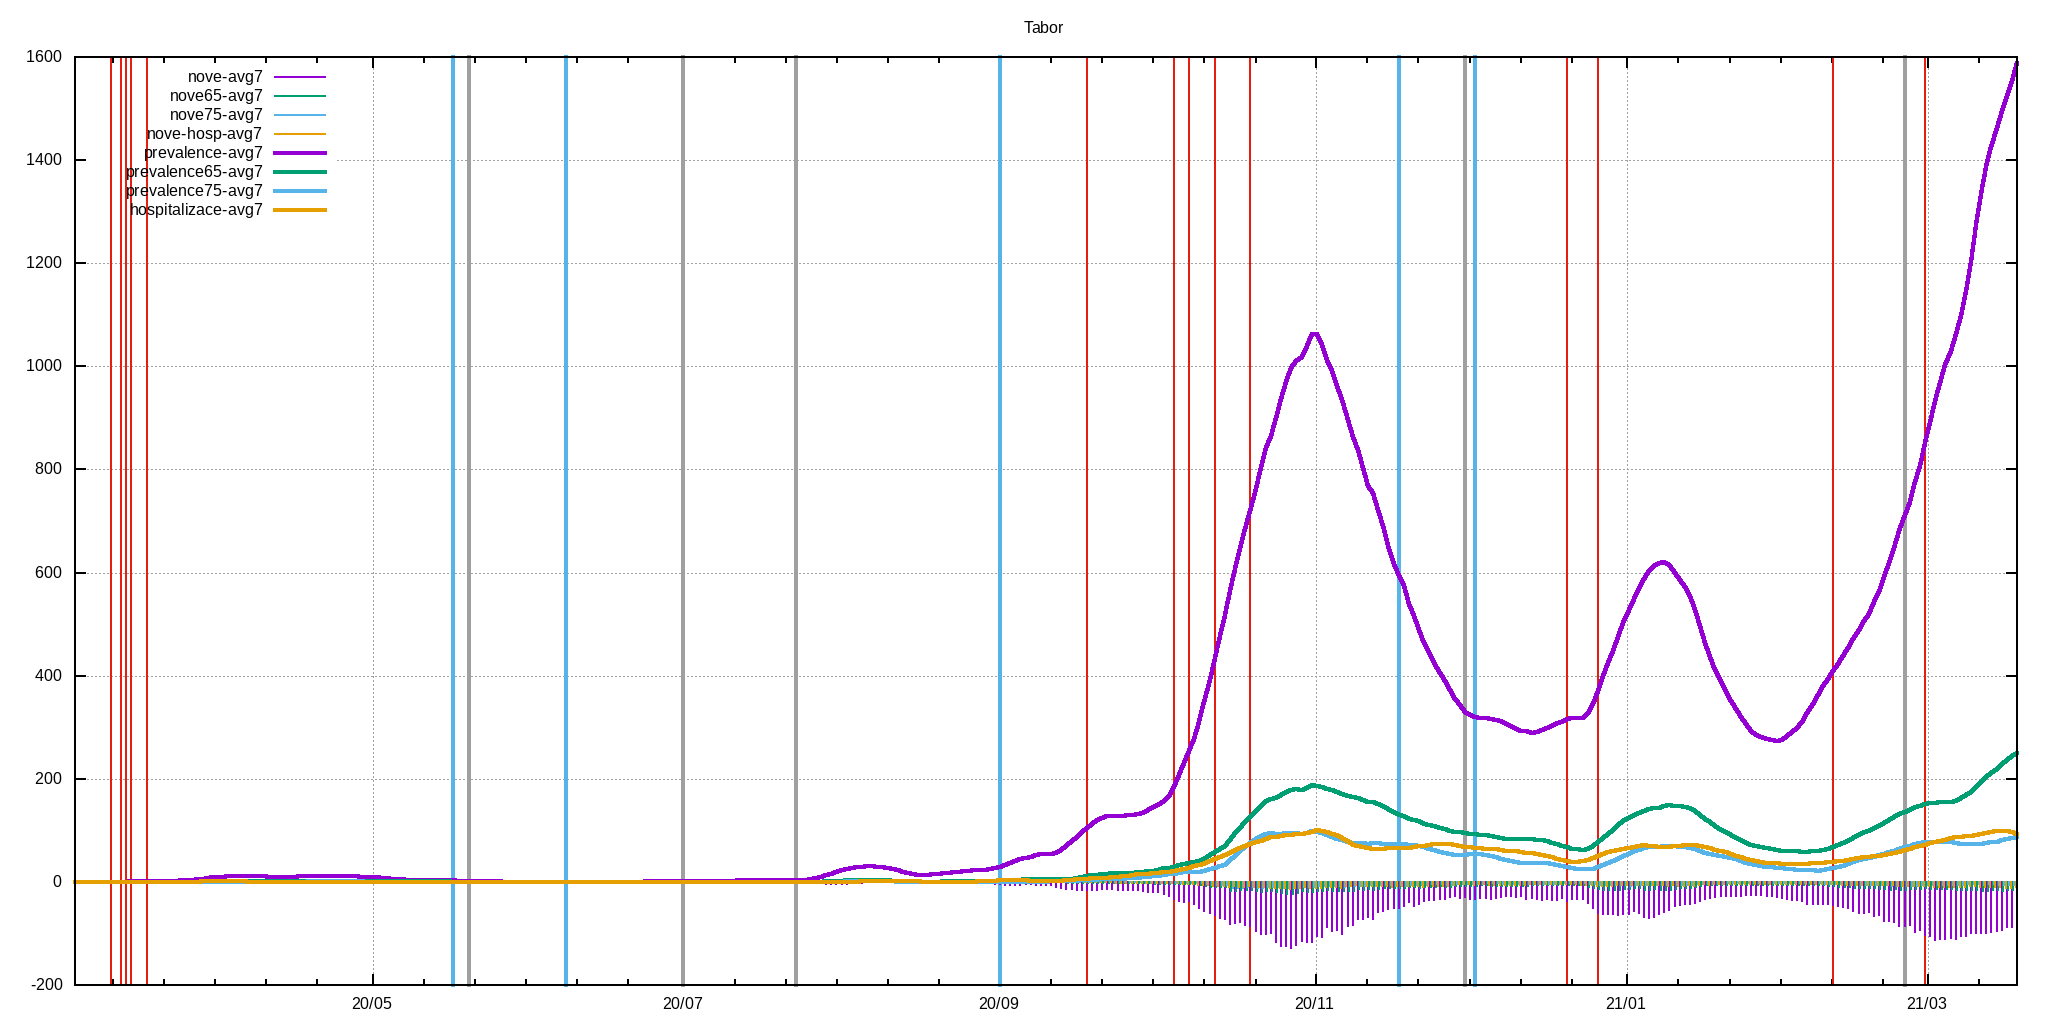 Tabor
1600
1400
1200
1000
800
600
400
200
0
-200
nove-avg7
nove65-avg7
nove75-avg7
nove-hosp-avg7
prevalence-avg7
prevalence65-avg7
prevalence75-avg7
hospitalizace-avg7
20/05
20/07
20/09
20/11
21/01
21/03